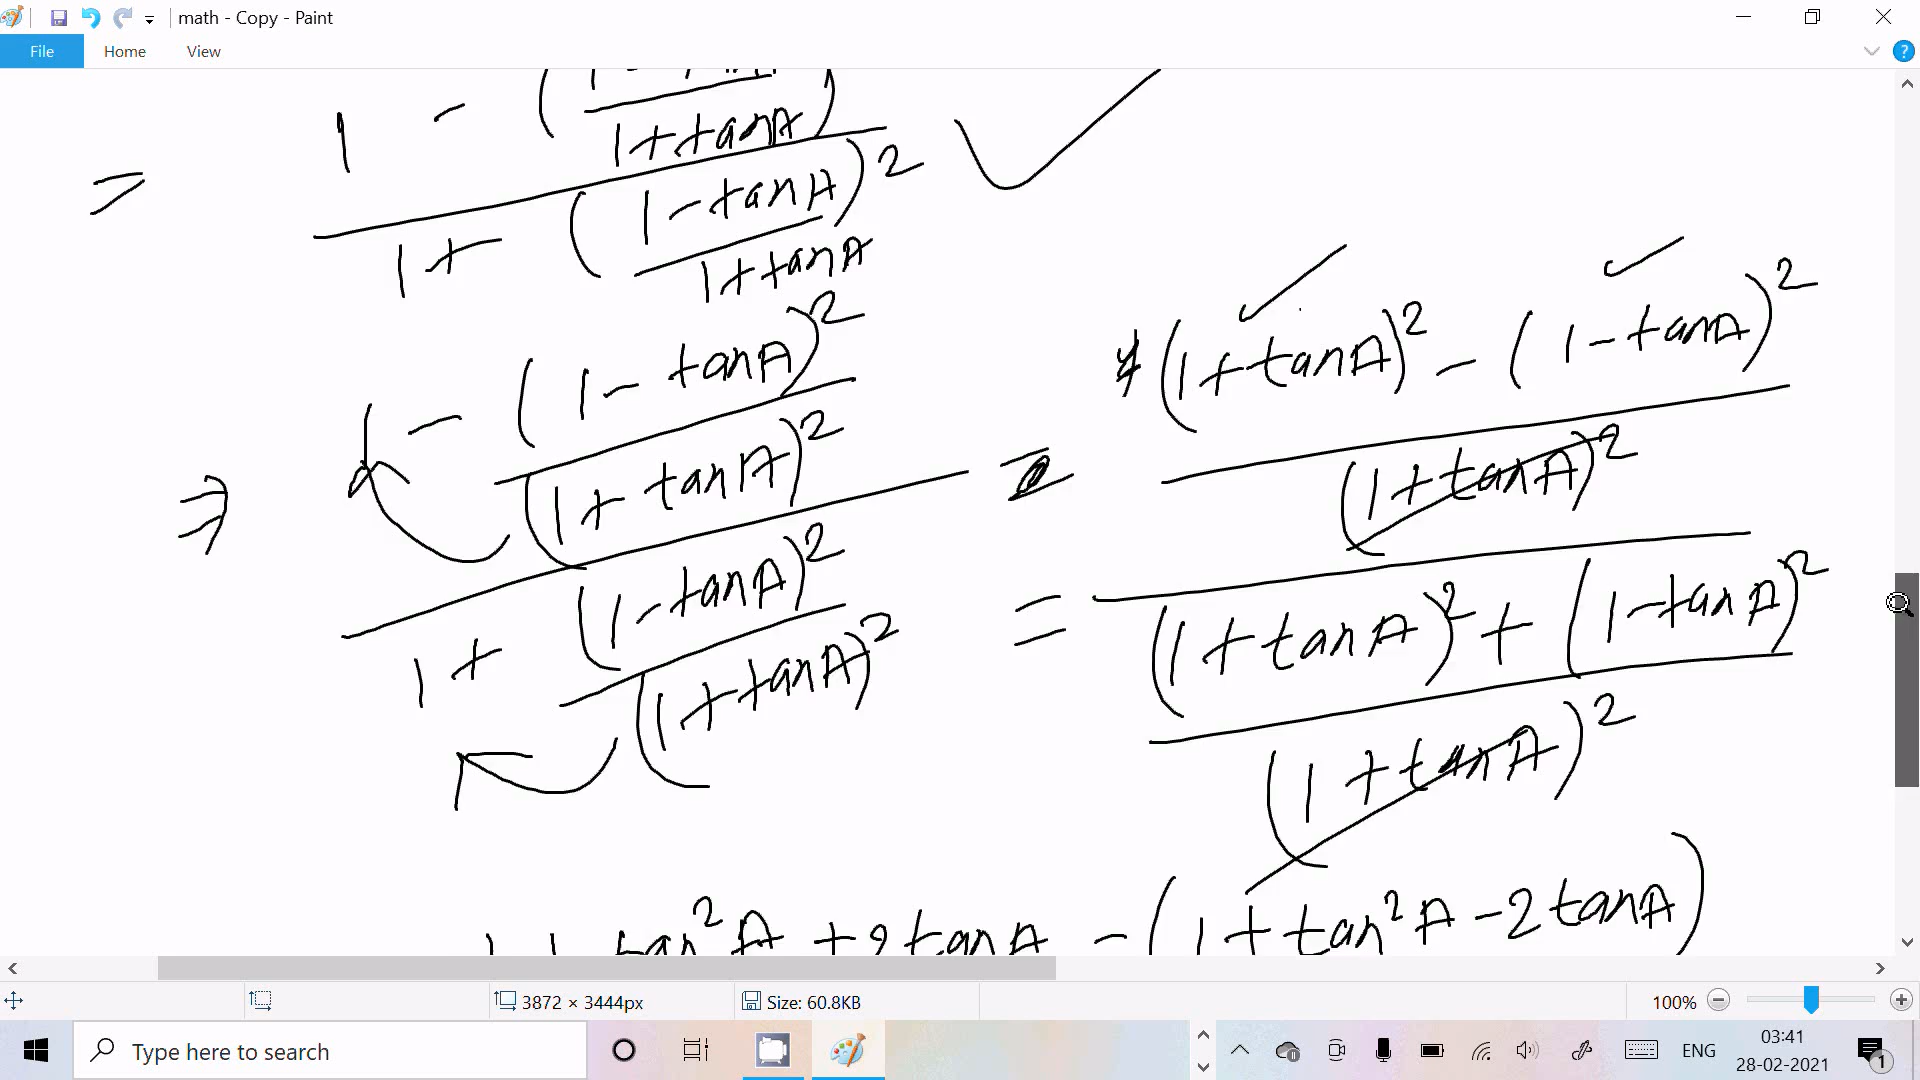 math - Copy - Paint
File Home View
= 1 - ( / 1+tanA )
1+ ( 1-tanA / 1+tanA )²
⇒ 1 - (1-tanA)² / (1+tanA)²
1+ (1-tanA)² / (1+tanA)²
= (1+tanA)² - (1-tanA)²
(1+tanA)²
= (1+tanA)² + (1-tanA)²
(1+tanA)²
tan²A +2tanA -(1+tan²A-2tanA)
3872 × 3444px Size: 60.8KB 100%
Type here to search
ENG
03:41
28-02-2021
1